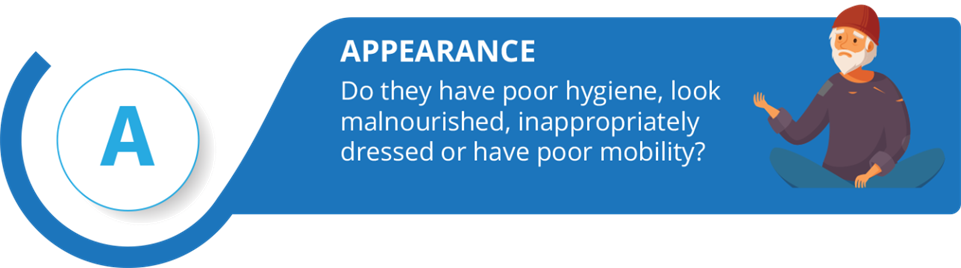 A
APPEARANCE
Do they have poor hygiene, look
malnourished, inappropriately
dressed or have poor mobility?